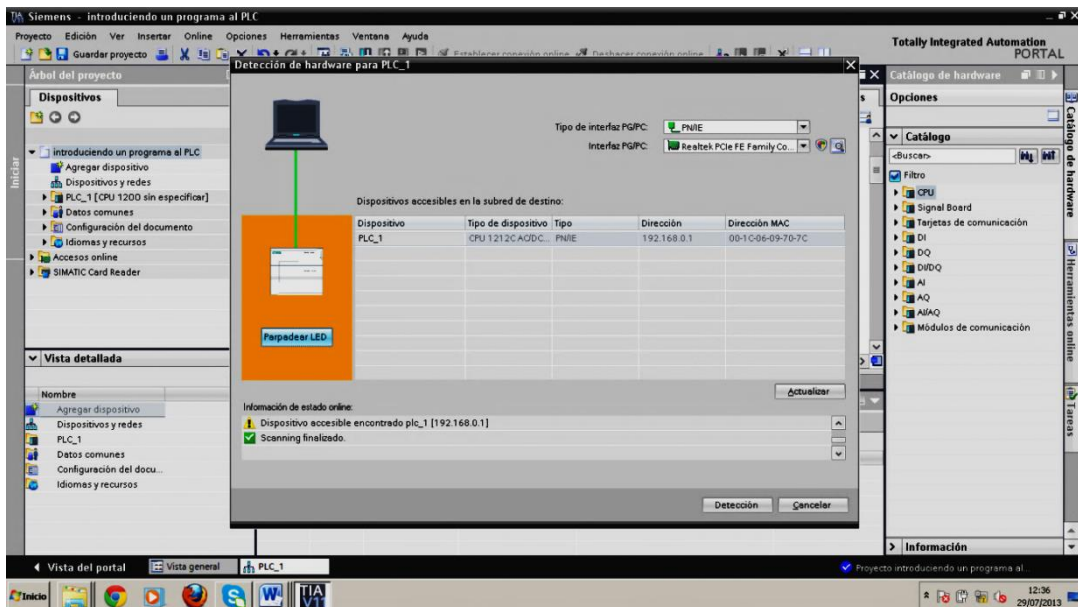 Siemens - introduciendo un programa al PLC
Proyecto Edición Ver Insertar Online Opciones Herramientas Ventana Ayuda
Guardar proyecto
Establecer conexión online Deshacer conexión online
Totally Integrated Automation
PORTAL
Árbol del proyecto
Detección de hardware para PLC_1
Catálogo de hardware
Dispositivos
Opciones
Iniciar
introduciendo un programa al PLC
Agregar dispositivo
Dispositivos y redes
PLC_1 [CPU 1200 sin especificar]
Datos comunes
Configuración del documento
Idiomas y recursos
Accesos online
SIMATIC Card Reader
Tipo de interfaz PG/PC: PN/IE
Interfaz PG/PC: Realtek PCIe FE Family Co...
Dispositivos accesibles en la subred de destino:
Dispositivo Tipo de dispositivo Tipo Dirección Dirección MAC
PLC_1 CPU 1212C AC/DC... PN/IE 192.168.0.1 00-1C-06-09-70-7C
Parpadear LED
Actualizar
Información de estado online:
Dispositivo accesible encontrado plc_1 [192.168.0.1]
Scanning finalizado.
Detección Cancelar
Catálogo
<Buscar>
Filtro
CPU
Signal Board
Tarjetas de comunicación
DI
DQ
DI/DQ
AI
AQ
AI/AQ
Módulos de comunicación
Información
Catálogo de hardware
Herramientas online
Tareas
Vista detallada
Nombre
Agregar dispositivo
Dispositivos y redes
PLC_1
Datos comunes
Configuración del docu...
Idiomas y recursos
Vista del portal Vista general PLC_1
Proyecto introduciendo un programa al...
Inicio
TIA
V11
12:36
29/07/2013